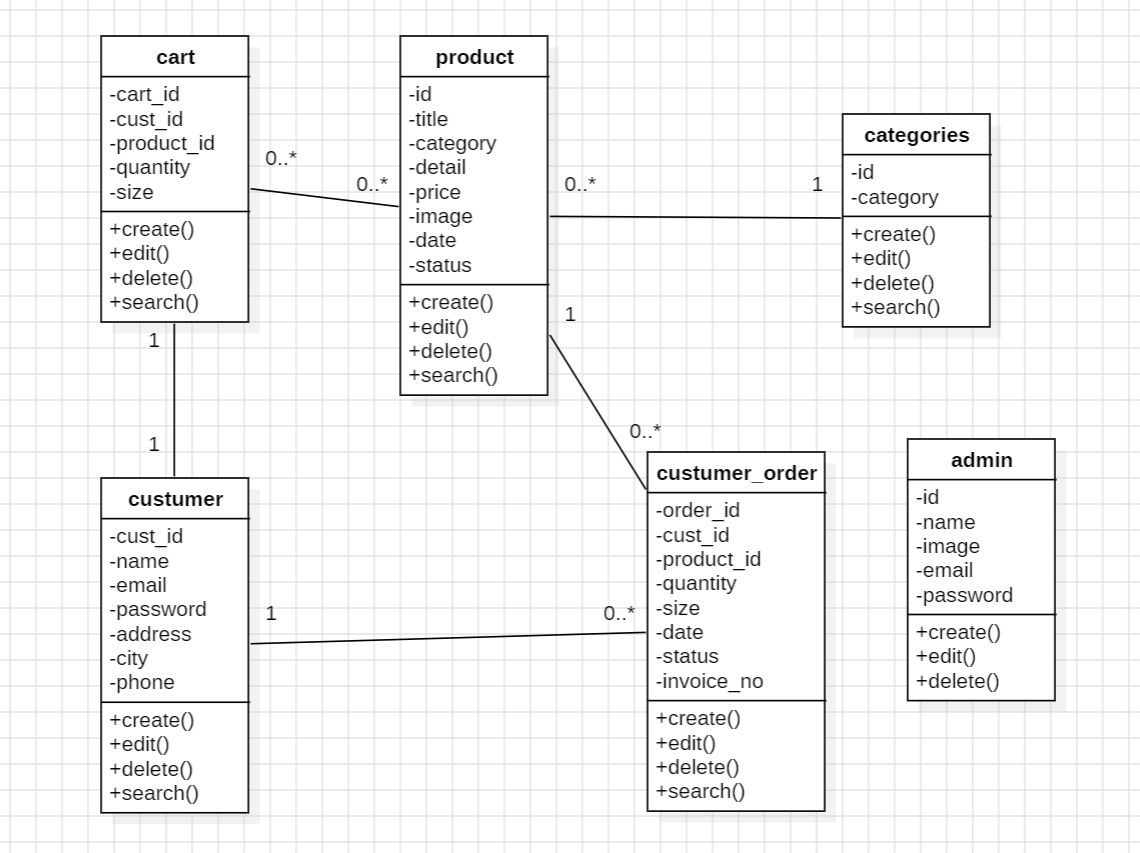 cart
-cart_id
-cust_id
-product_id
-quantity
-size
+create()
+edit()
+delete()
+search()
0..*
0..*
product
-id
-title
-category
-detail
-price
-image
-date
-status
+create()
+edit()
+delete()
+search()
0..*
1
categories
-id
-category
+create()
+edit()
+delete()
+search()
1
0..*
1
1
custumer
-cust_id
-name
-email
-password
-address
-city
-phone
+create()
+edit()
+delete()
+search()
1
0..*
custumer_order
-order_id
-cust_id
-product_id
-quantity
-size
-date
-status
-invoice_no
+create()
+edit()
+delete()
+search()
admin
-id
-name
-image
-email
-password
+create()
+edit()
+delete()